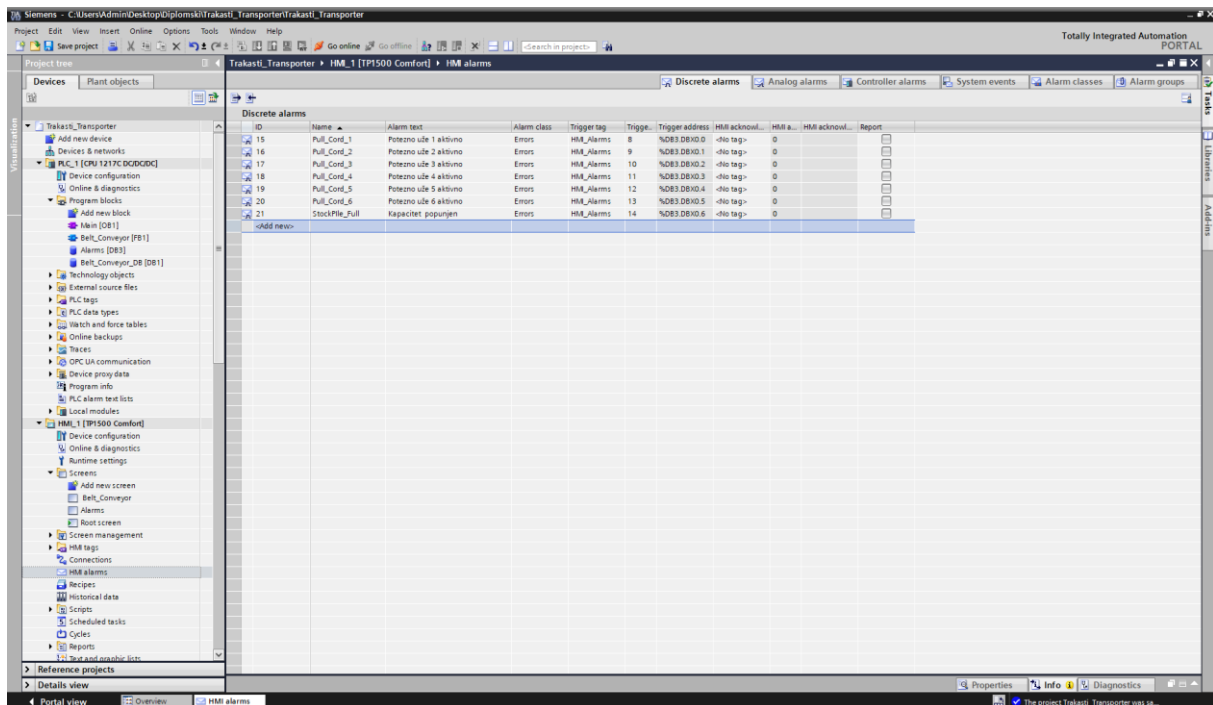 Siemens - C:\Users\Admin\Desktop\Diplomski\Trakasti_Transporter\Trakasti_Transporter
Project Edit View Insert Online Options Tools Window Help
Totally Integrated Automation
PORTAL
Save project Go online Go offline <Search in project>
Project tree
Trakasti_Transporter HMI_1 [TP1500 Comfort] HMI alarms
Devices Plant objects
Discrete alarms Analog alarms Controller alarms System events Alarm classes Alarm groups
Visualization
Tasks
Libraries
Add-ins
Discrete alarms
ID Name Alarm text Alarm class Trigger tag Trigge.. Trigger address HMI acknowl... HMI a... HMI acknowl... Report
15 Pull_Cord_1 Potezno uže 1 aktivno Errors HMI_Alarms 8 %DB3.DBX0.0 <No tag> 0
16 Pull_Cord_2 Potezno uže 2 aktivno Errors HMI_Alarms 9 %DB3.DBX0.1 <No tag> 0
17 Pull_Cord_3 Potezno uže 3 aktivno Errors HMI_Alarms 10 %DB3.DBX0.2 <No tag> 0
18 Pull_Cord_4 Potezno uže 4 aktivno Errors HMI_Alarms 11 %DB3.DBX0.3 <No tag> 0
19 Pull_Cord_5 Potezno uže 5 aktivno Errors HMI_Alarms 12 %DB3.DBX0.4 <No tag> 0
20 Pull_Cord_6 Potezno uže 6 aktivno Errors HMI_Alarms 13 %DB3.DBX0.5 <No tag> 0
21 StockPile_Full Kapacitet popunjen Errors HMI_Alarms 14 %DB3.DBX0.6 <No tag> 0
<Add new>
Trakasti_Transporter
Add new device
Devices & networks
PLC_1 [CPU 1217C DC/DC/DC]
Device configuration
Online & diagnostics
Program blocks
Add new block
Main [OB1]
Belt_Conveyor [FB1]
Alarms [DB3]
Belt_Conveyor_DB [DB1]
Technology objects
External source files
PLC tags
PLC data types
Watch and force tables
Online backups
Traces
OPC UA communication
Device proxy data
Program info
PLC alarm text lists
Local modules
HMI_1 [TP1500 Comfort]
Device configuration
Online & diagnostics
Runtime settings
Screens
Add new screen
Belt_Conveyor
Alarms
Root screen
Screen management
HMI tags
Connections
HMI alarms
Recipes
Historical data
Scripts
Scheduled tasks
Cycles
Reports
Text and graphic lists
Reference projects
Details view
Properties Info Diagnostics
Portal view Overview HMI alarms The project Trakasti_Transporter was sa...